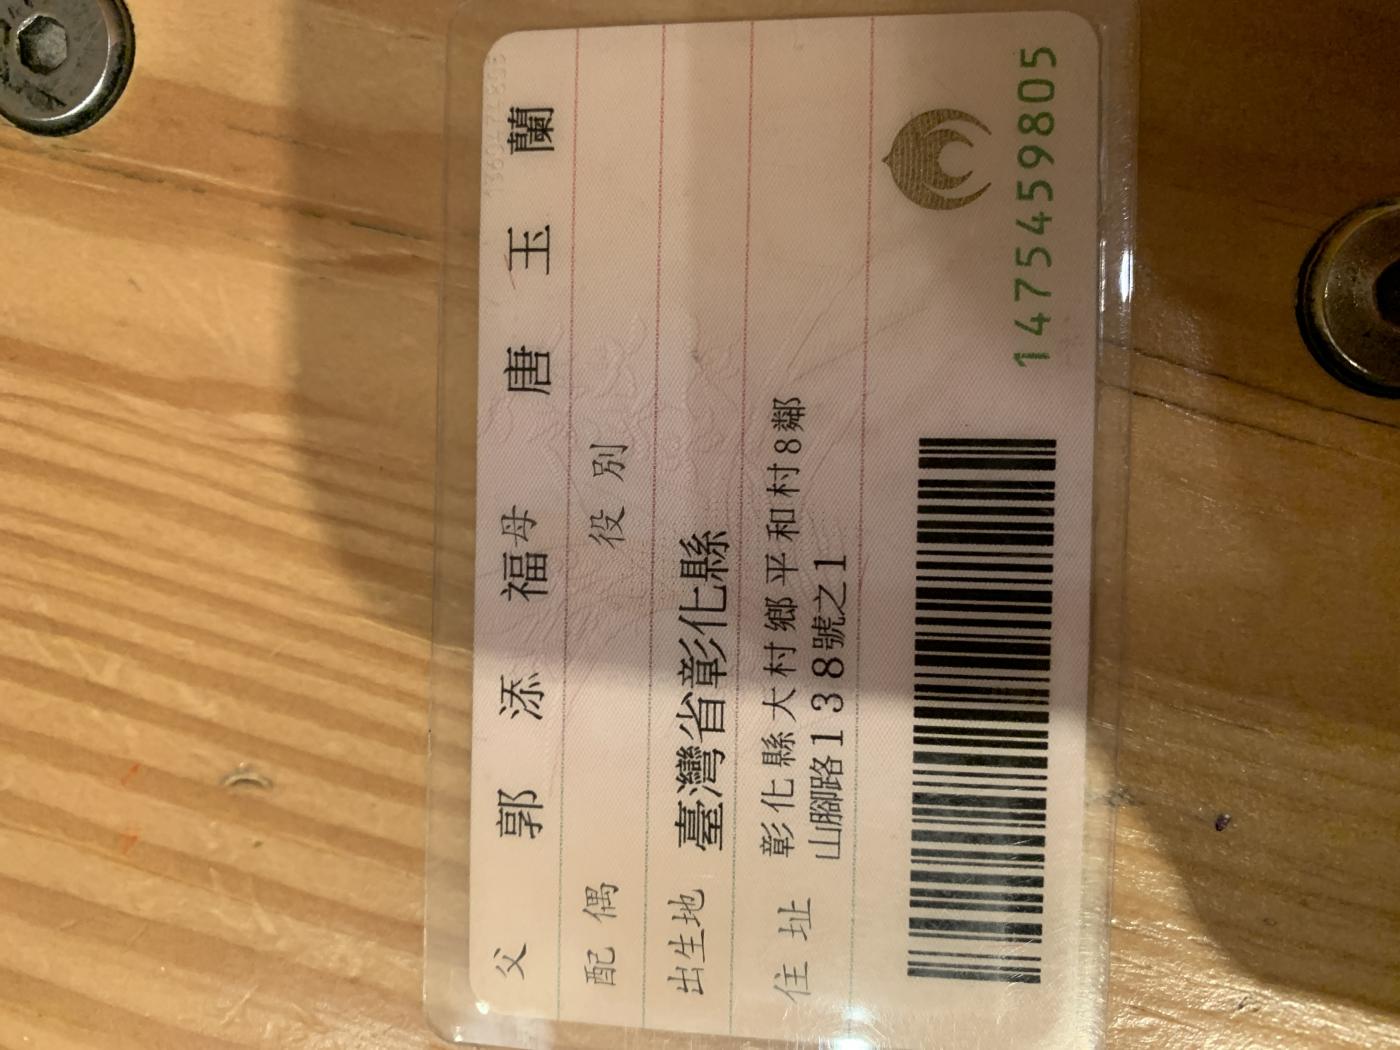 父 郭添福 母 唐玉蘭
配偶 役別
出生地 臺灣省彰化縣
住址 彰化縣大村鄉平和村8鄰
山腳路138號之1
1475459805